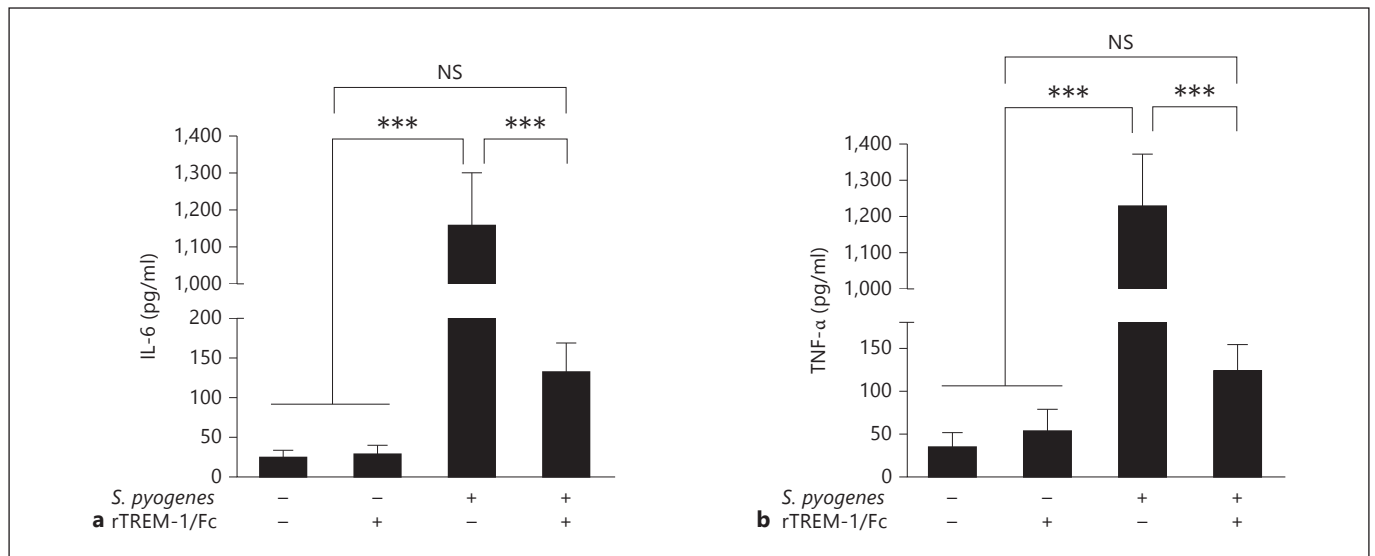 NS
*** ***
1,400
1,300
1,200
1,100
1,000
200
150
100
50
0
IL-6 (pg/ml)
S. pyogenes – – + +
a rTREM-1/Fc – + – +
NS
*** ***
1,400
1,300
1,200
1,100
1,000
150
100
50
0
TNF-α (pg/ml)
S. pyogenes – – + +
b rTREM-1/Fc – + – +